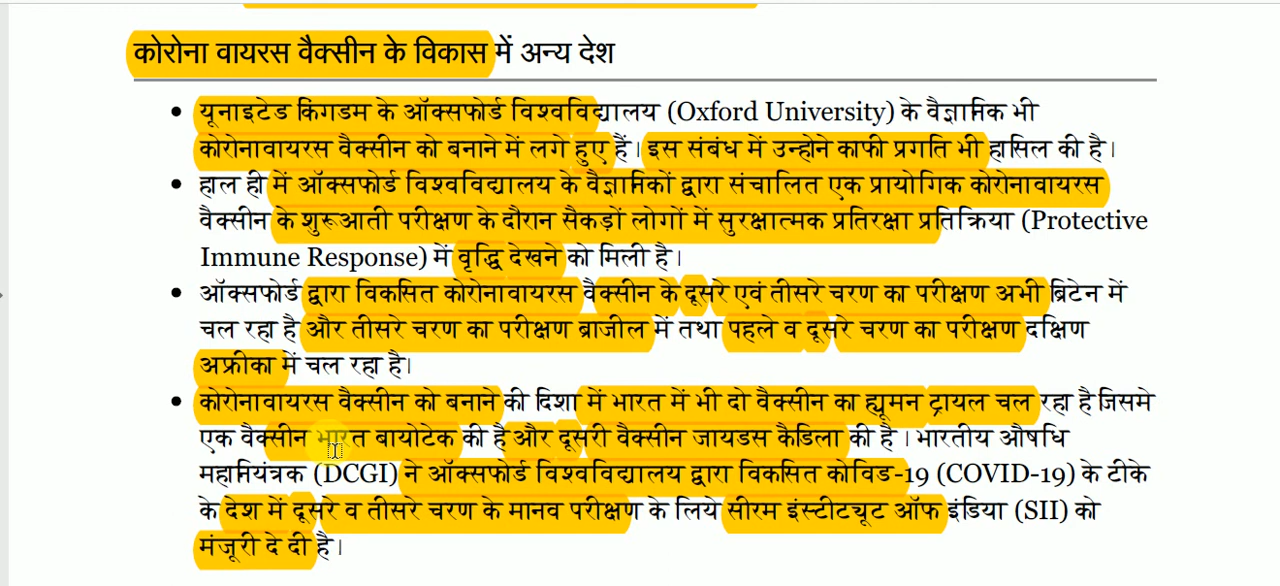 कोरोना वायरस वैक्सीन के विकास में अन्य देश
• यूनाइटेड किंगडम के ऑक्सफोर्ड विश्वविद्यालय (Oxford University) के वैज्ञानिक भी
कोरोनावायरस वैक्सीन को बनाने में लगे हुए हैं। इस संबंध में उन्होने काफी प्रगति भी हासिल की है।
• हाल ही में ऑक्सफोर्ड विश्वविद्यालय के वैज्ञानिकों द्वारा संचालित एक प्रायोगिक कोरोनावायरस
वैक्सीन के शुरूआती परीक्षण के दौरान सैकड़ों लोगों में सुरक्षात्मक प्रतिरक्षा प्रतिक्रिया (Protective
Immune Response) में वृद्धि देखने को मिली है।
• ऑक्सफोर्ड द्वारा विकसित कोरोनावायरस वैक्सीन के दूसरे एवं तीसरे चरण का परीक्षण अभी ब्रिटेन में
चल रहा है और तीसरे चरण का परीक्षण ब्राजील में तथा पहले व दूसरे चरण का परीक्षण दक्षिण
अफ्रीका में चल रहा है।
• कोरोनावायरस वैक्सीन को बनाने की दिशा में भारत में भी दो वैक्सीन का ह्यूमन ट्रायल चल रहा है जिसमे
एक वैक्सीन भारत बायोटेक की है और दूसरी वैक्सीन जायडस कैडिला की है। भारतीय औषधि
महानियंत्रक (DCGI) ने ऑक्सफोर्ड विश्वविद्यालय द्वारा विकसित कोविड-19 (COVID-19) के टीके
के देश में दूसरे व तीसरे चरण के मानव परीक्षण के लिये सीरम इंस्टीटच्यूट ऑफ इंडिया (SII) को
मंजूरी दे दी है।